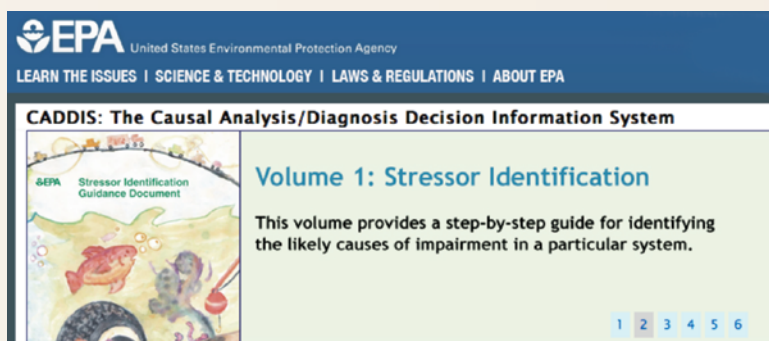 EPA United States Environmental Protection Agency
LEARN THE ISSUES | SCIENCE & TECHNOLOGY | LAWS & REGULATIONS | ABOUT EPA
CADDIS: The Causal Analysis/Diagnosis Decision Information System
EPA Stressor Identification
Guidance Document
Volume 1: Stressor Identification
This volume provides a step-by-step guide for identifying
the likely causes of impairment in a particular system.
1 2 3 4 5 6